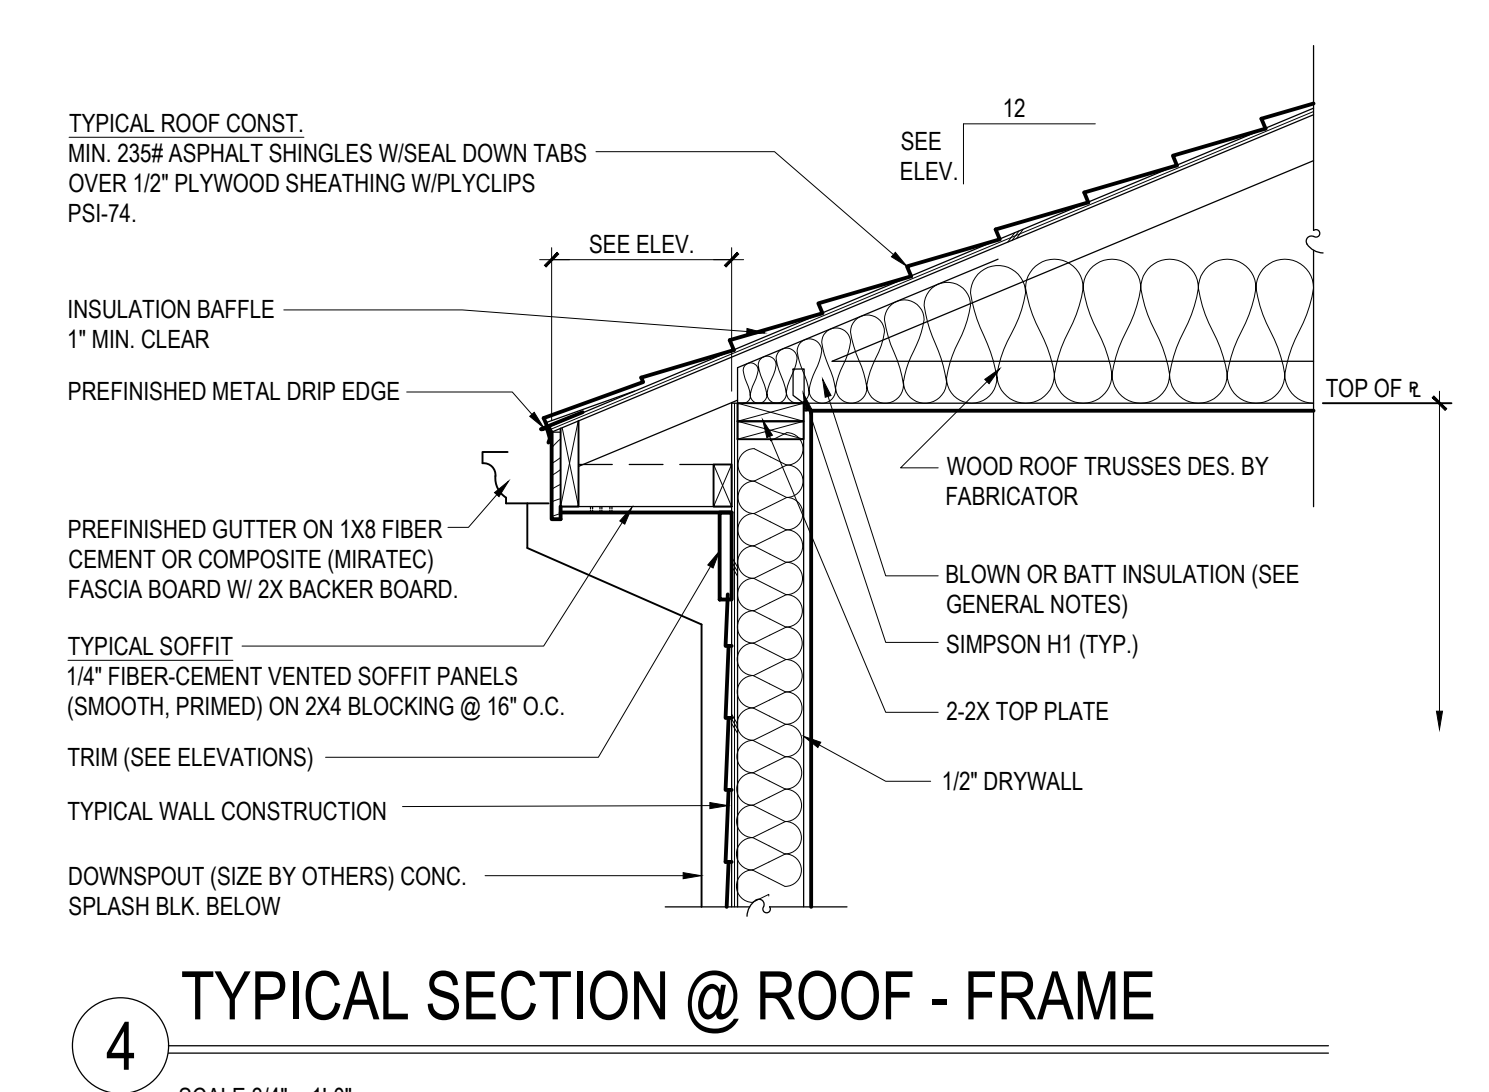 TYPICAL ROOF CONST.
MIN. 235# ASPHALT SHINGLES W/SEAL DOWN TABS
OVER 1/2" PLYWOOD SHEATHING W/PLYCLIPS
PSI-74.
12
SEE
ELEV.
SEE ELEV.
INSULATION BAFFLE
1" MIN. CLEAR
PREFINISHED METAL DRIP EDGE
TOP OF ⅊
WOOD ROOF TRUSSES DES. BY
FABRICATOR
PREFINISHED GUTTER ON 1X8 FIBER
CEMENT OR COMPOSITE (MIRATEC)
FASCIA BOARD W/ 2X BACKER BOARD.
BLOWN OR BATT INSULATION (SEE
GENERAL NOTES)
SIMPSON H1 (TYP.)
TYPICAL SOFFIT
1/4" FIBER-CEMENT VENTED SOFFIT PANELS
(SMOOTH, PRIMED) ON 2X4 BLOCKING @ 16" O.C.
2-2X TOP PLATE
TRIM (SEE ELEVATIONS)
1/2" DRYWALL
TYPICAL WALL CONSTRUCTION
DOWNSPOUT (SIZE BY OTHERS) CONC.
SPLASH BLK. BELOW
TYPICAL SECTION @ ROOF - FRAME
4
SCALE